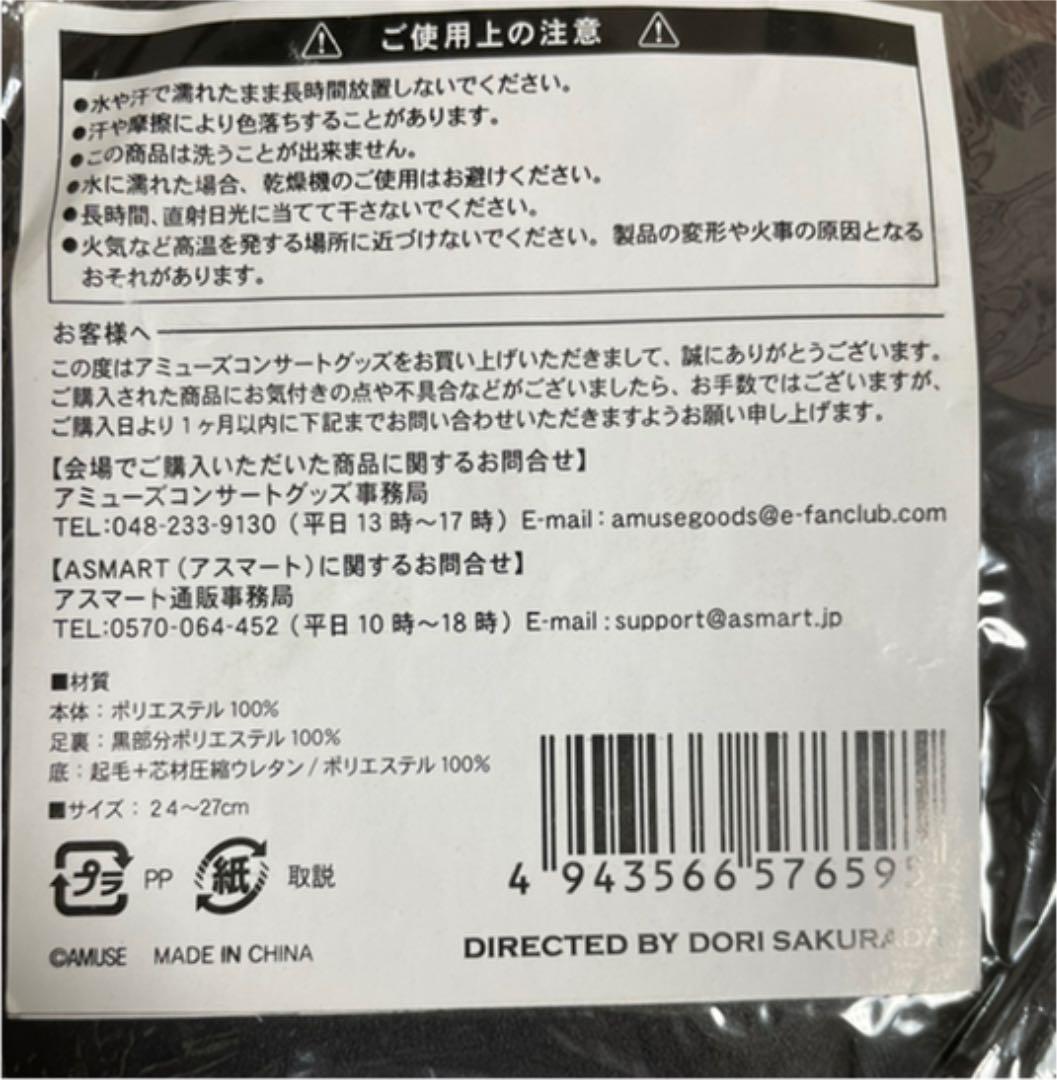 ご使用上の注意
●水や汗で濡れたまま長時間放置しないでください。
●汗や摩擦により色落ちすることがあります。
●この商品は洗うことが出来ません。
●水に濡れた場合、乾燥機のご使用はお避けください。
●長時間、直射日光に当てて干さないでください。
●火気など高温を発する場所に近づけないでください。製品の変形や火事の原因となる
おそれがあります。
お客様へ
この度はアミューズコンサートグッズをお買い上げいただきまして、誠にありがとうございます。
ご購入された商品にお気付きの点や不具合などがございましたら、お手数ではございますが、
ご購入日より1ヶ月以内に下記までお問い合わせいただきますようお願い申し上げます。
【会場でご購入いただいた商品に関するお問合せ】
アミューズコンサートグッズ事務局
TEL:048-233-9130（平日13時〜17時）E-mail：amusegoods@e-fanclub.com
【ASMART（アスマート）に関するお問合せ】
アスマート通販事務局
TEL:0570-064-452（平日10時〜18時）E-mail：support@asmart.jp
■材質
本体：ポリエステル100%
足裏：黒部分ポリエステル100%
底：起毛＋芯材圧縮ウレタン/ポリエステル100%
■サイズ：24〜27cm
プラ PP 紙 取説
4 943566 576595
©AMUSE MADE IN CHINA
DIRECTED BY DORI SAKURADA